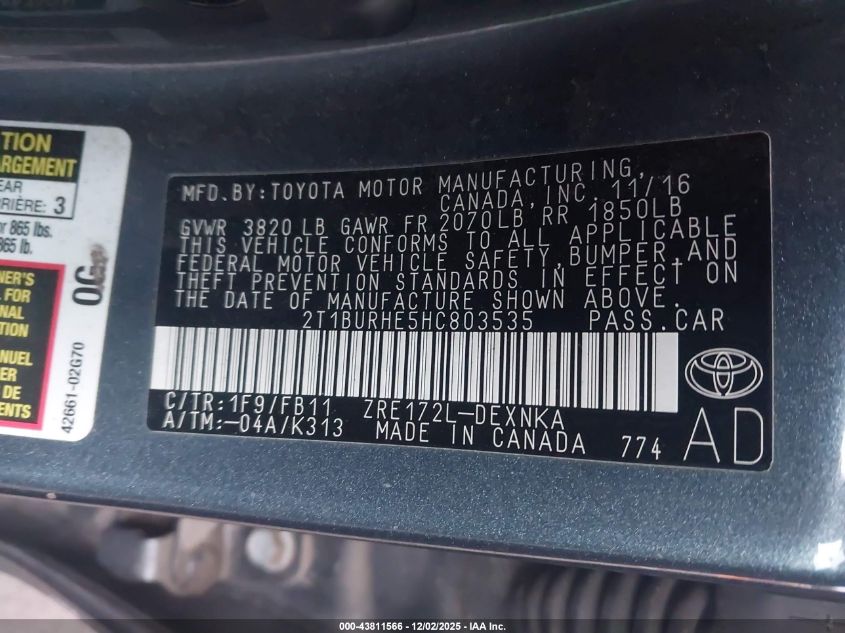 TION
ARGEMENT
EAR
RIÈRE: 3
or 865 lbs.
865 lb.
NER'S
L FOR
ONAL
TION
ANUEL
ER
DE
EMENTS
0G
42661-02G70
MFD. BY: TOYOTA MOTOR MANUFACTURING,
CANADA, INC. 11/16
GVWR 3820 LB GAWR FR 2070LB RR 1850LB
THIS VEHICLE CONFORMS TO ALL APPLICABLE
FEDERAL MOTOR VEHICLE SAFETY, BUMPER, AND
THEFT PREVENTION STANDARDS IN EFFECT ON
THE DATE OF MANUFACTURE SHOWN ABOVE.
2T1BURHE5HC803535 PASS. CAR
C/TR: 1F9/FB11 ZRE172L-DEXNKA
A/TM: -04A/K313 MADE IN CANADA 774 AD
000-43811566 - 12/02/2025 - IAA Inc.